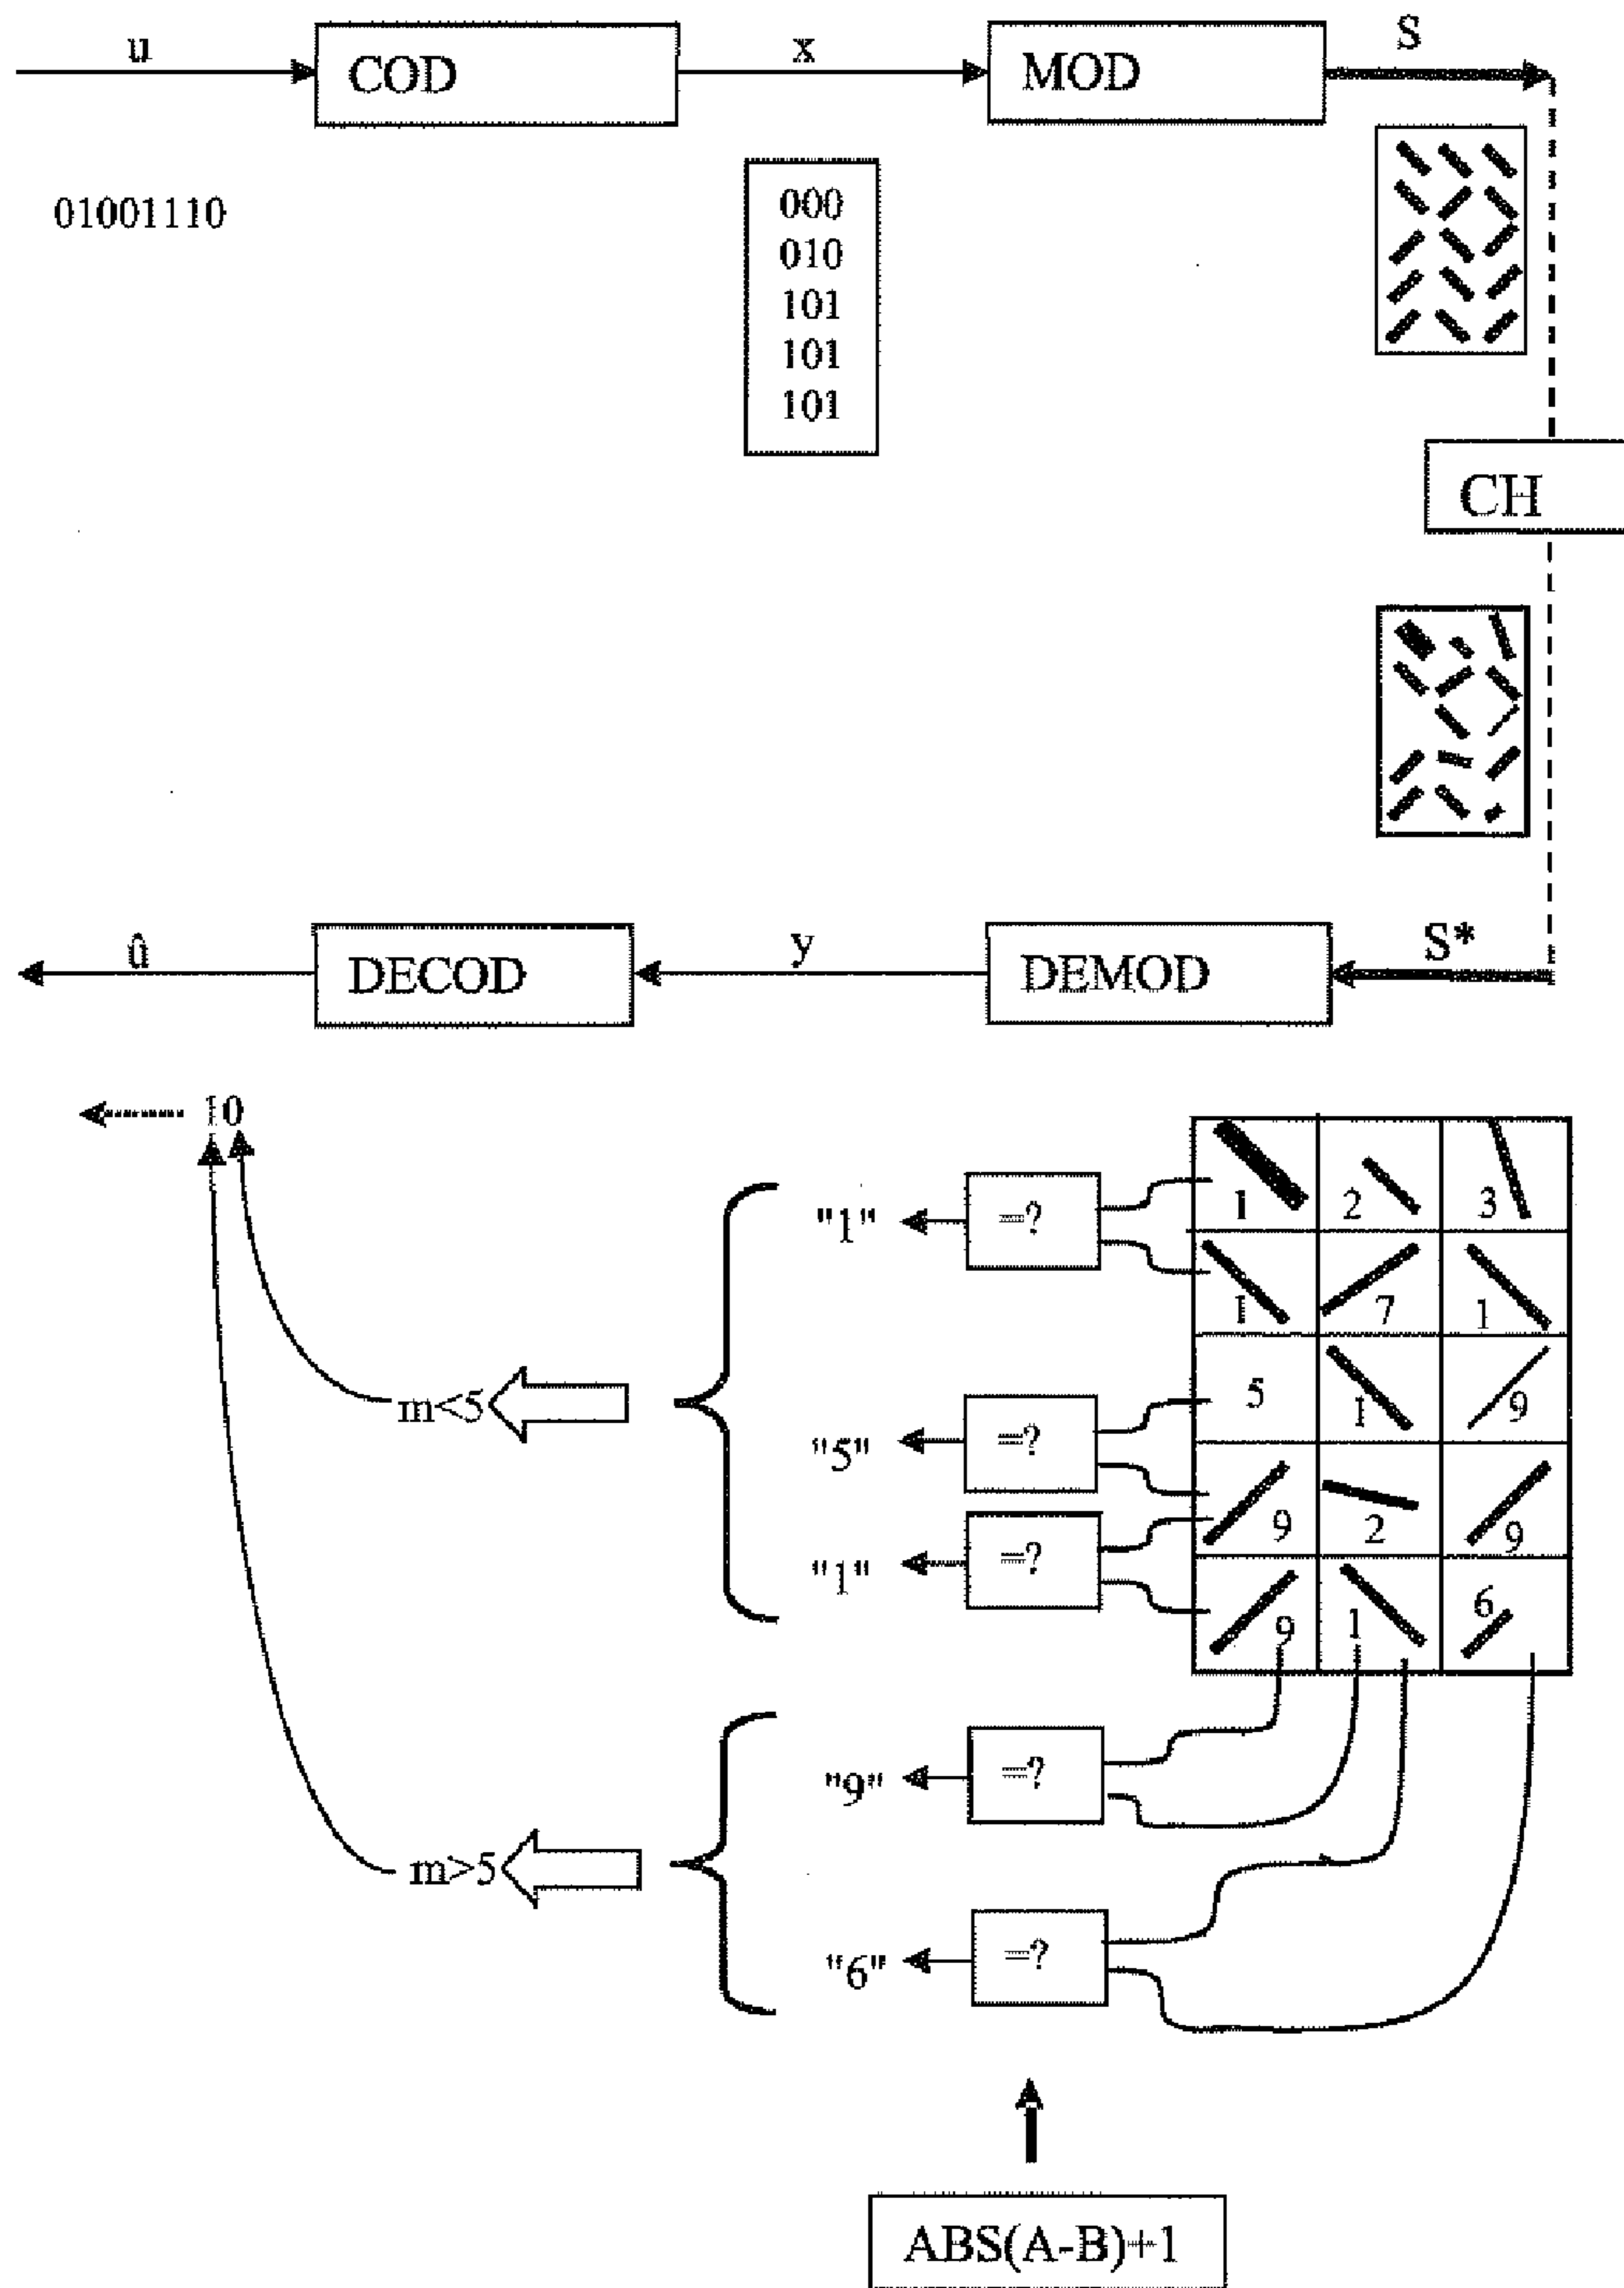 u
COD
x
MOD
S
01001110
000
010
101
101
101
CH
û
DECOD
y
DEMOD
S*
10
"1"
=?
1
2
3
1
7
1
m<5
"5"
=?
5
1
9
"1"
=?
9
2
9
9
1
6
"9"
=?
m>5
"6"
=?
ABS(A-B)+1